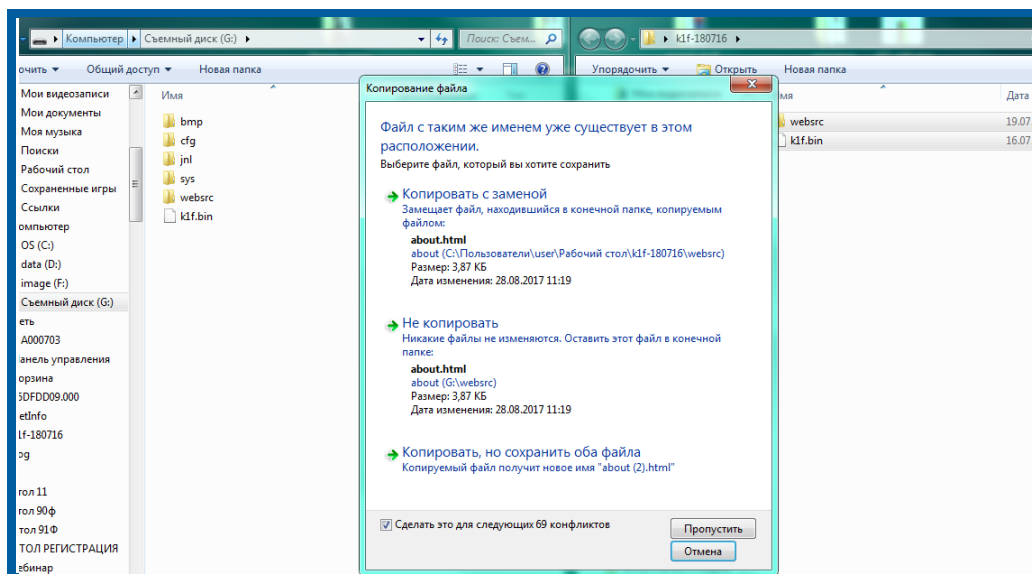 Компьютер
Съемный диск (G:)
Поиск: Съем...
k1f-180716
очить
Общий доступ
Новая папка
Упорядочить
Открыть
Новая папка
Мои видеозаписи
Мои документы
Моя музыка
Поиски
Рабочий стол
Сохраненные игры
Ссылки
омпьютер
OS (C:)
data (D:)
image (F:)
Съемный диск (G:)
еть
A000703
анель управления
орзина
5DFDD09.000
etInfo
1f-180716
og
тол 11
тол 90ф
тол 91Ф
ТОЛ РЕГИСТРАЦИЯ
ебинар
Имя
bmp
cfg
jnl
sys
websrc
k1f.bin
Копирование файла
Файл с таким же именем уже существует в этом
расположении.
Выберите файл, который вы хотите сохранить
Копировать с заменой
Замещает файл, находившийся в конечной папке, копируемым
файлом:
about.html
about (C:\Пользователи\user\Рабочий стол\k1f-180716\websrc)
Размер: 3,87 КБ
Дата изменения: 28.08.2017 11:19
Не копировать
Никакие файлы не изменяются. Оставить этот файл в конечной
папке:
about.html
about (G:\websrc)
Размер: 3,87 КБ
Дата изменения: 28.08.2017 11:19
Копировать, но сохранить оба файла
Копируемый файл получит новое имя "about (2).html"
Сделать это для следующих 69 конфликтов
Пропустить
Отмена
мя
Дата
websrc
19.07.
k1f.bin
16.07.